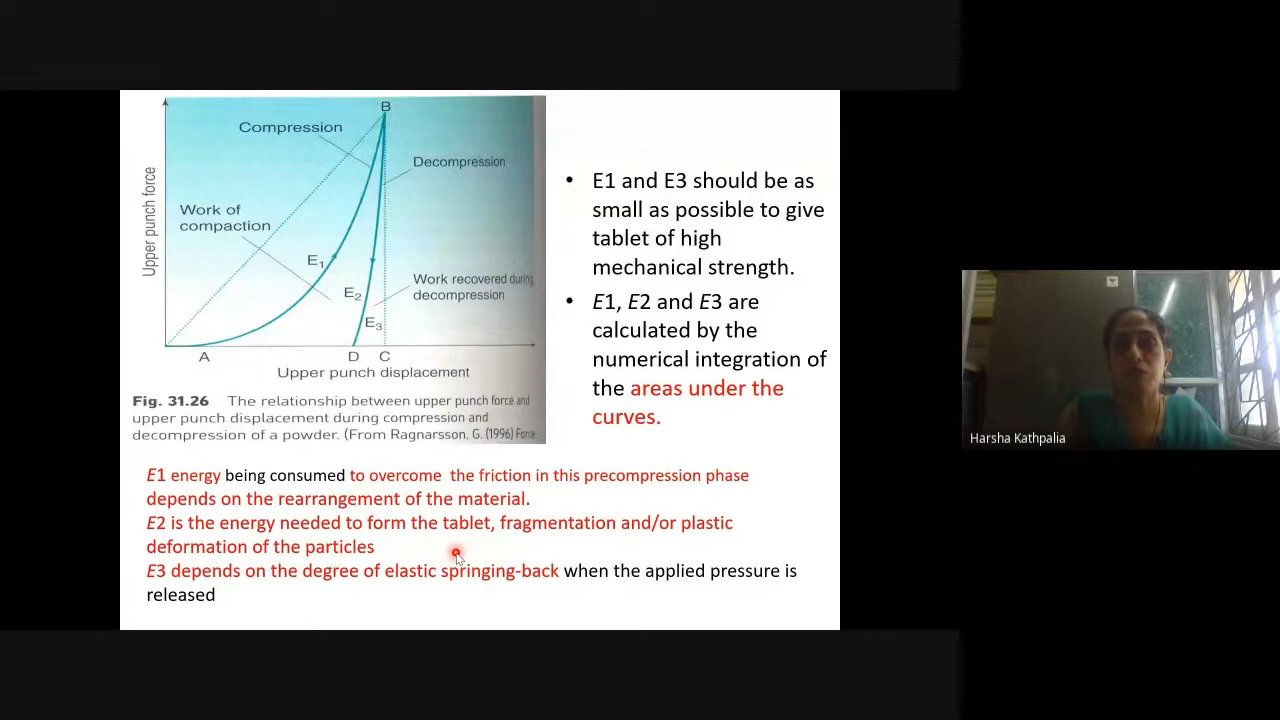 B
Compression
Decompression
Work of
compaction
Upper punch force
E1
E2
Work recovered during
decompression
E3
A
D
C
Upper punch displacement
Fig. 31.26 The relationship between upper punch force and
upper punch displacement during compression and
decompression of a powder. (From Ragnarsson, G. (1996) Force
• E1 and E3 should be as
small as possible to give
tablet of high
mechanical strength.
• E1, E2 and E3 are
calculated by the
numerical integration of
the areas under the
curves.
E1 energy being consumed to overcome the friction in this precompression phase
depends on the rearrangement of the material.
E2 is the energy needed to form the tablet, fragmentation and/or plastic
deformation of the particles
E3 depends on the degree of elastic springing-back when the applied pressure is
released
Harsha Kathpalia